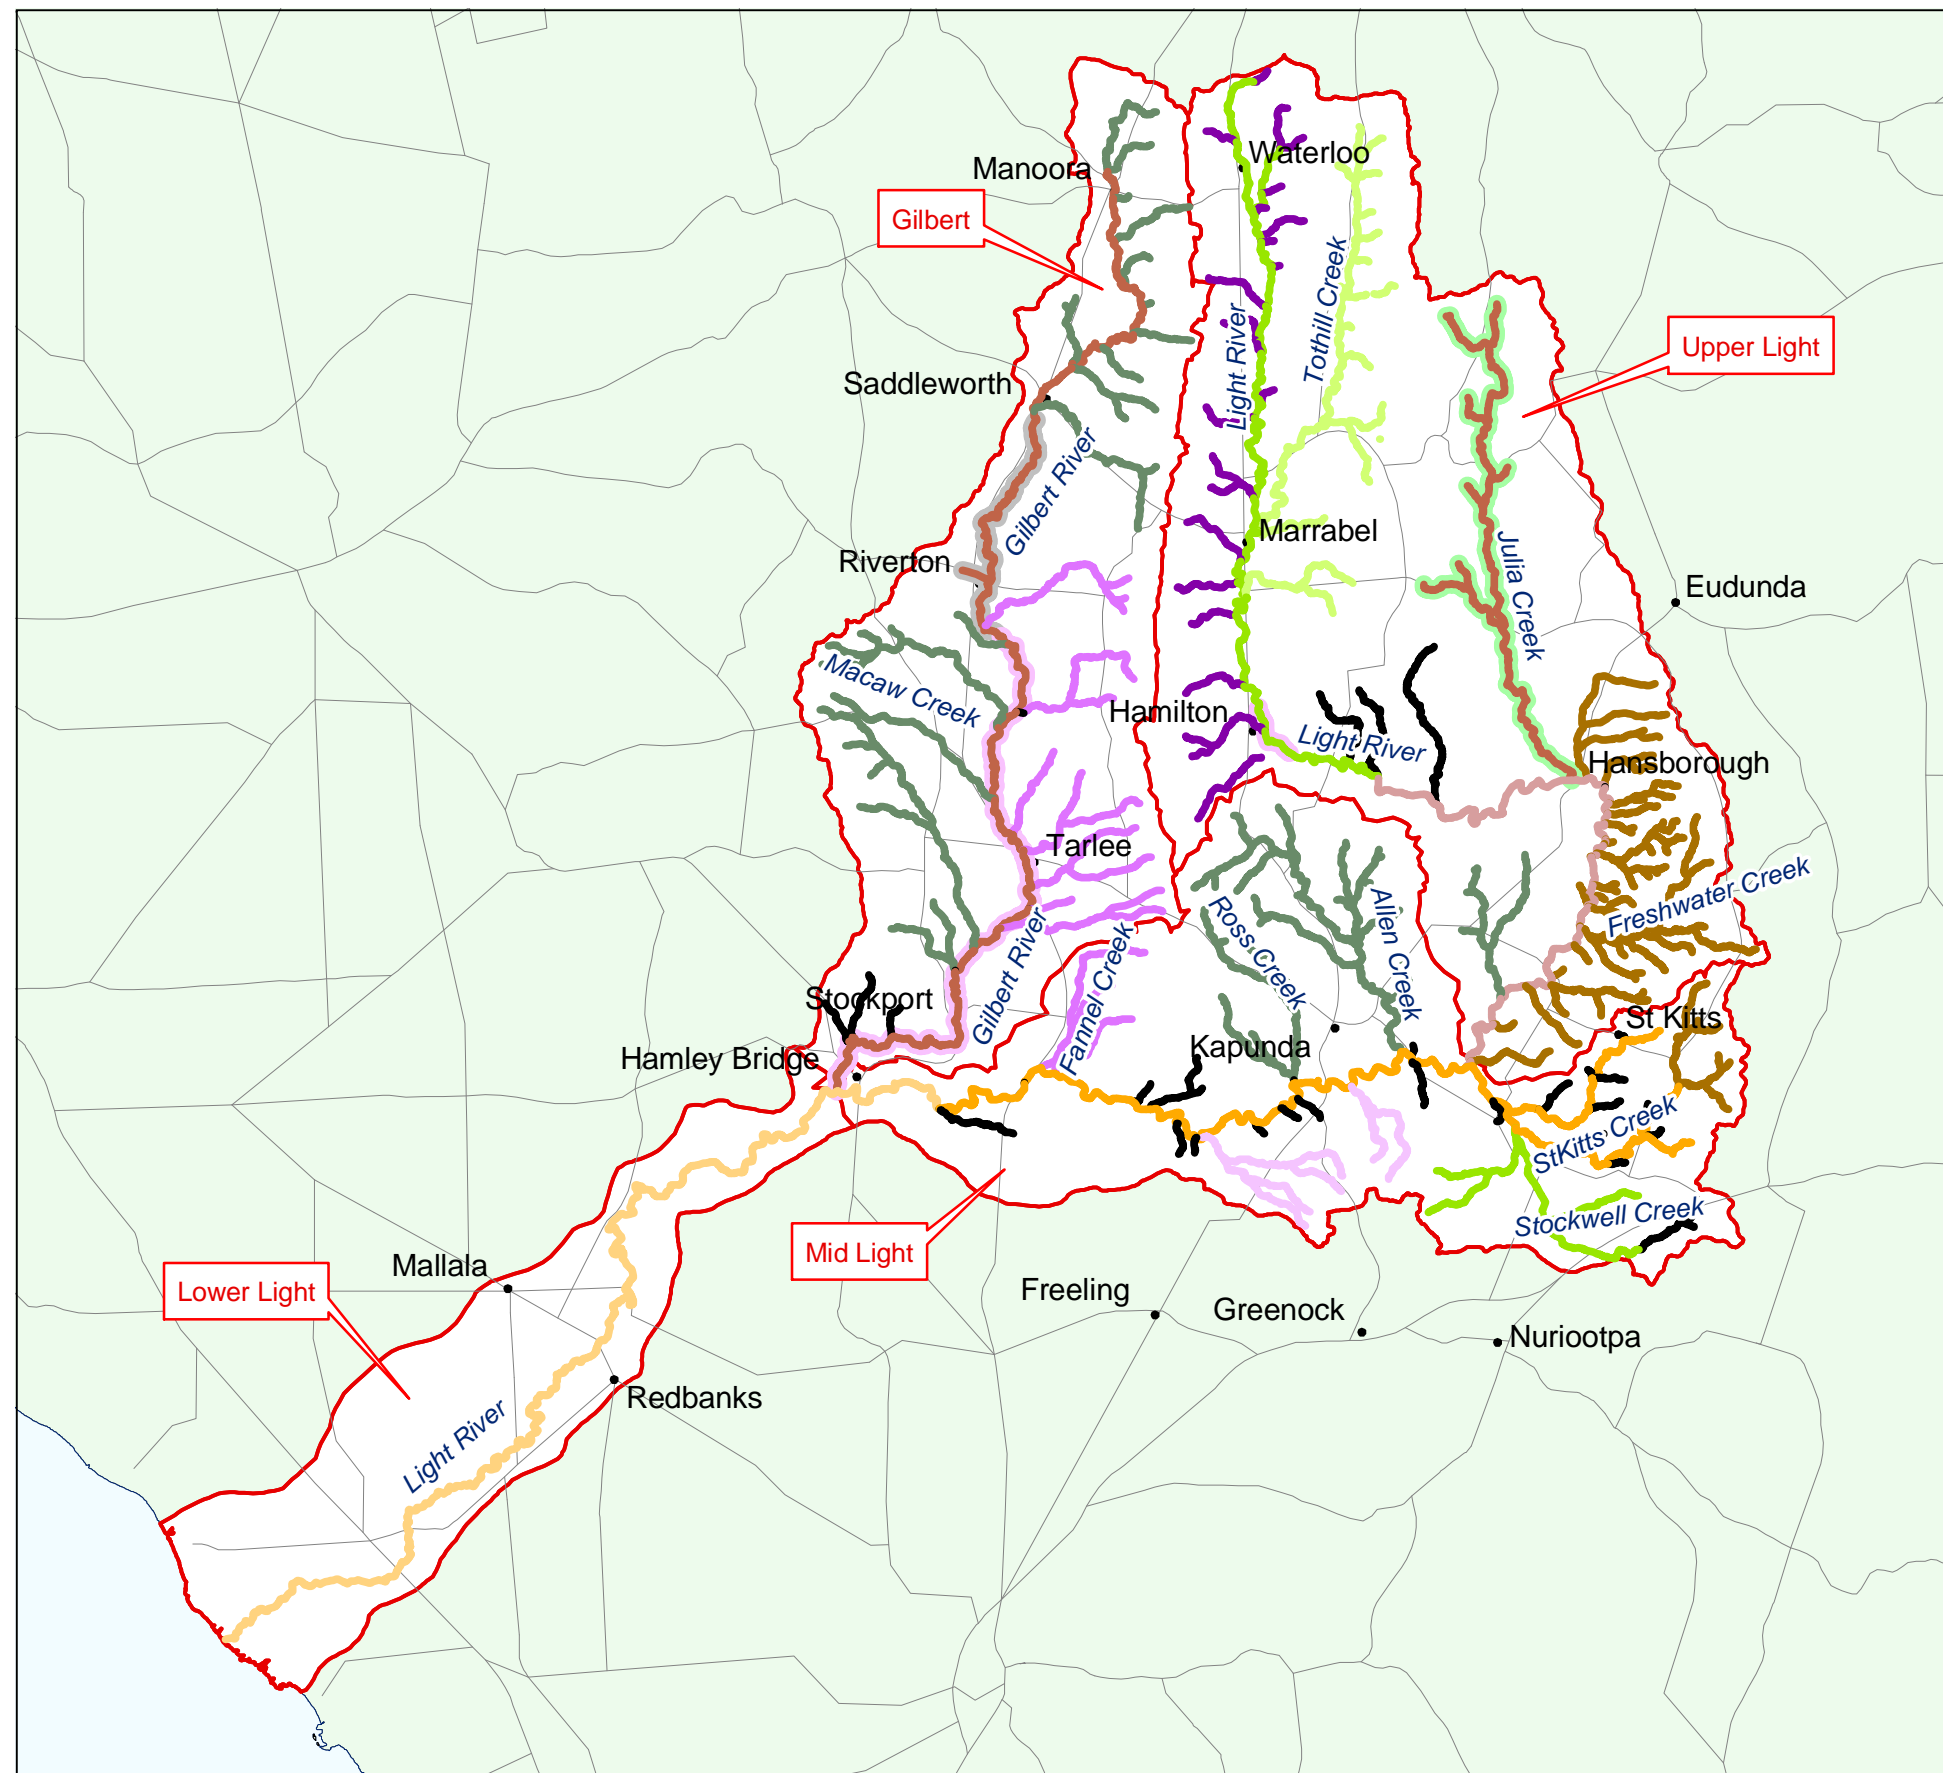 Waterloo
Manoora
Gilbert
Tothill Creek
Light River
Upper Light
Saddleworth
Gilbert River
Marrabel
Riverton
Julia Creek
Eudunda
Macaw Creek
Hamilton
Light River
Hansborough
Tarlee
Allen Creek
Freshwater Creek
Ross Creek
Gilbert River
Fannel Creek
Stockport
St Kitts
Kapunda
Hamley Bridge
StKitts Creek
Stockwell Creek
Mid Light
Mallala
Lower Light
Freeling
Greenock
Nuriootpa
Redbanks
Light River